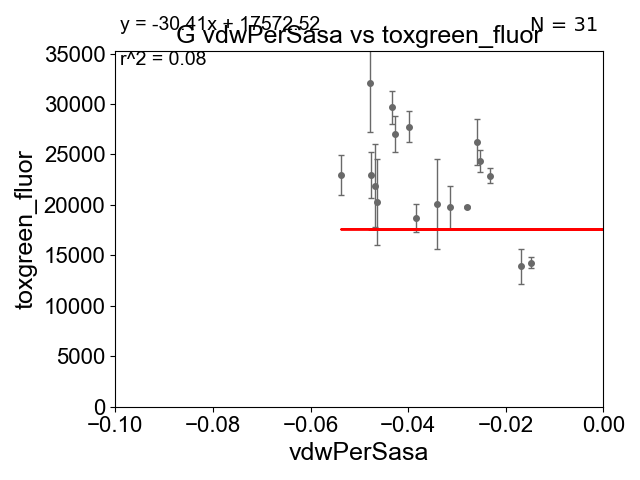 y = -30.41x + 17572.52
N = 31
G vdwPerSasa vs toxgreen_fluor
r^2 = 0.08
35000
30000
25000
20000
15000
10000
5000
0
toxgreen_fluor
−0.10 −0.08 −0.06 −0.04 −0.02 0.00
vdwPerSasa